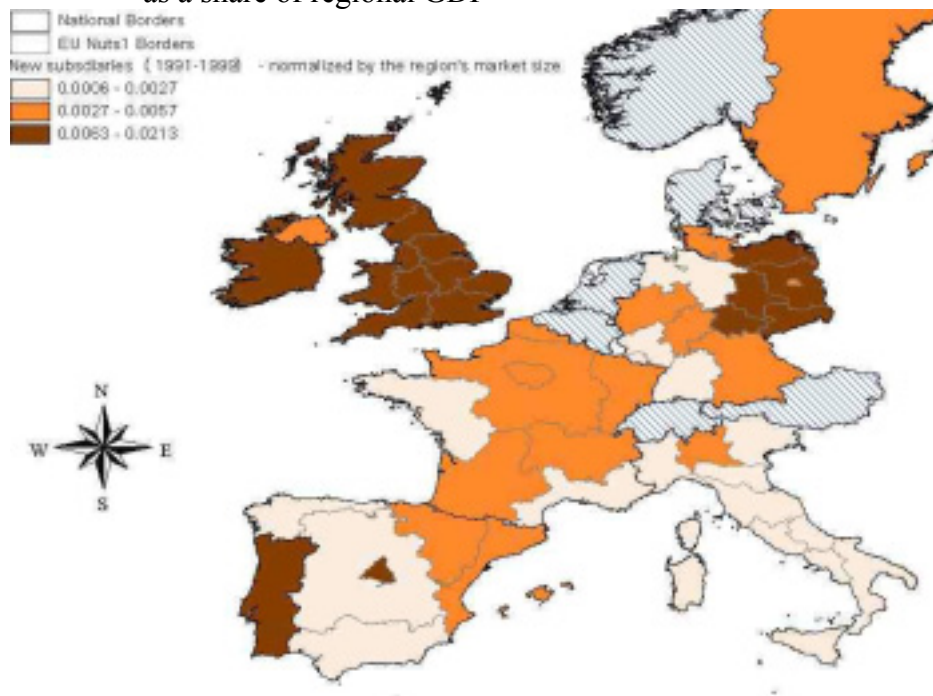 as a share of regional GDP
National Borders
EU Nuts1 Borders
New subsdiaries ( 1991-1999) - normalized by the region's market size
0.0006 - 0.0027
0.0027 - 0.0057
0.0063 - 0.0213
N
W E
S